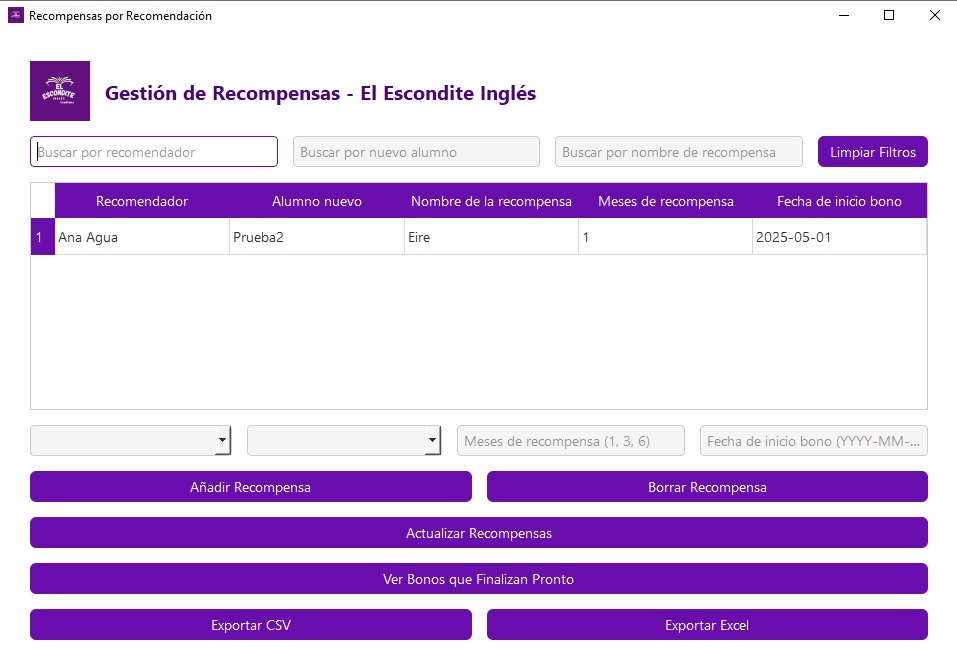 Recompensas por Recomendación
EL
ESCONDITE
INGLÉS
Gestión de Recompensas - El Escondite Inglés
Buscar por recomendador
Buscar por nuevo alumno
Buscar por nombre de recompensa
Limpiar Filtros
Recomendador Alumno nuevo Nombre de la recompensa Meses de recompensa Fecha de inicio bono
1 Ana Agua Prueba2 Eire 1 2025-05-01
Meses de recompensa (1, 3, 6)
Fecha de inicio bono (YYYY-MM-...
Añadir Recompensa
Borrar Recompensa
Actualizar Recompensas
Ver Bonos que Finalizan Pronto
Exportar CSV
Exportar Excel